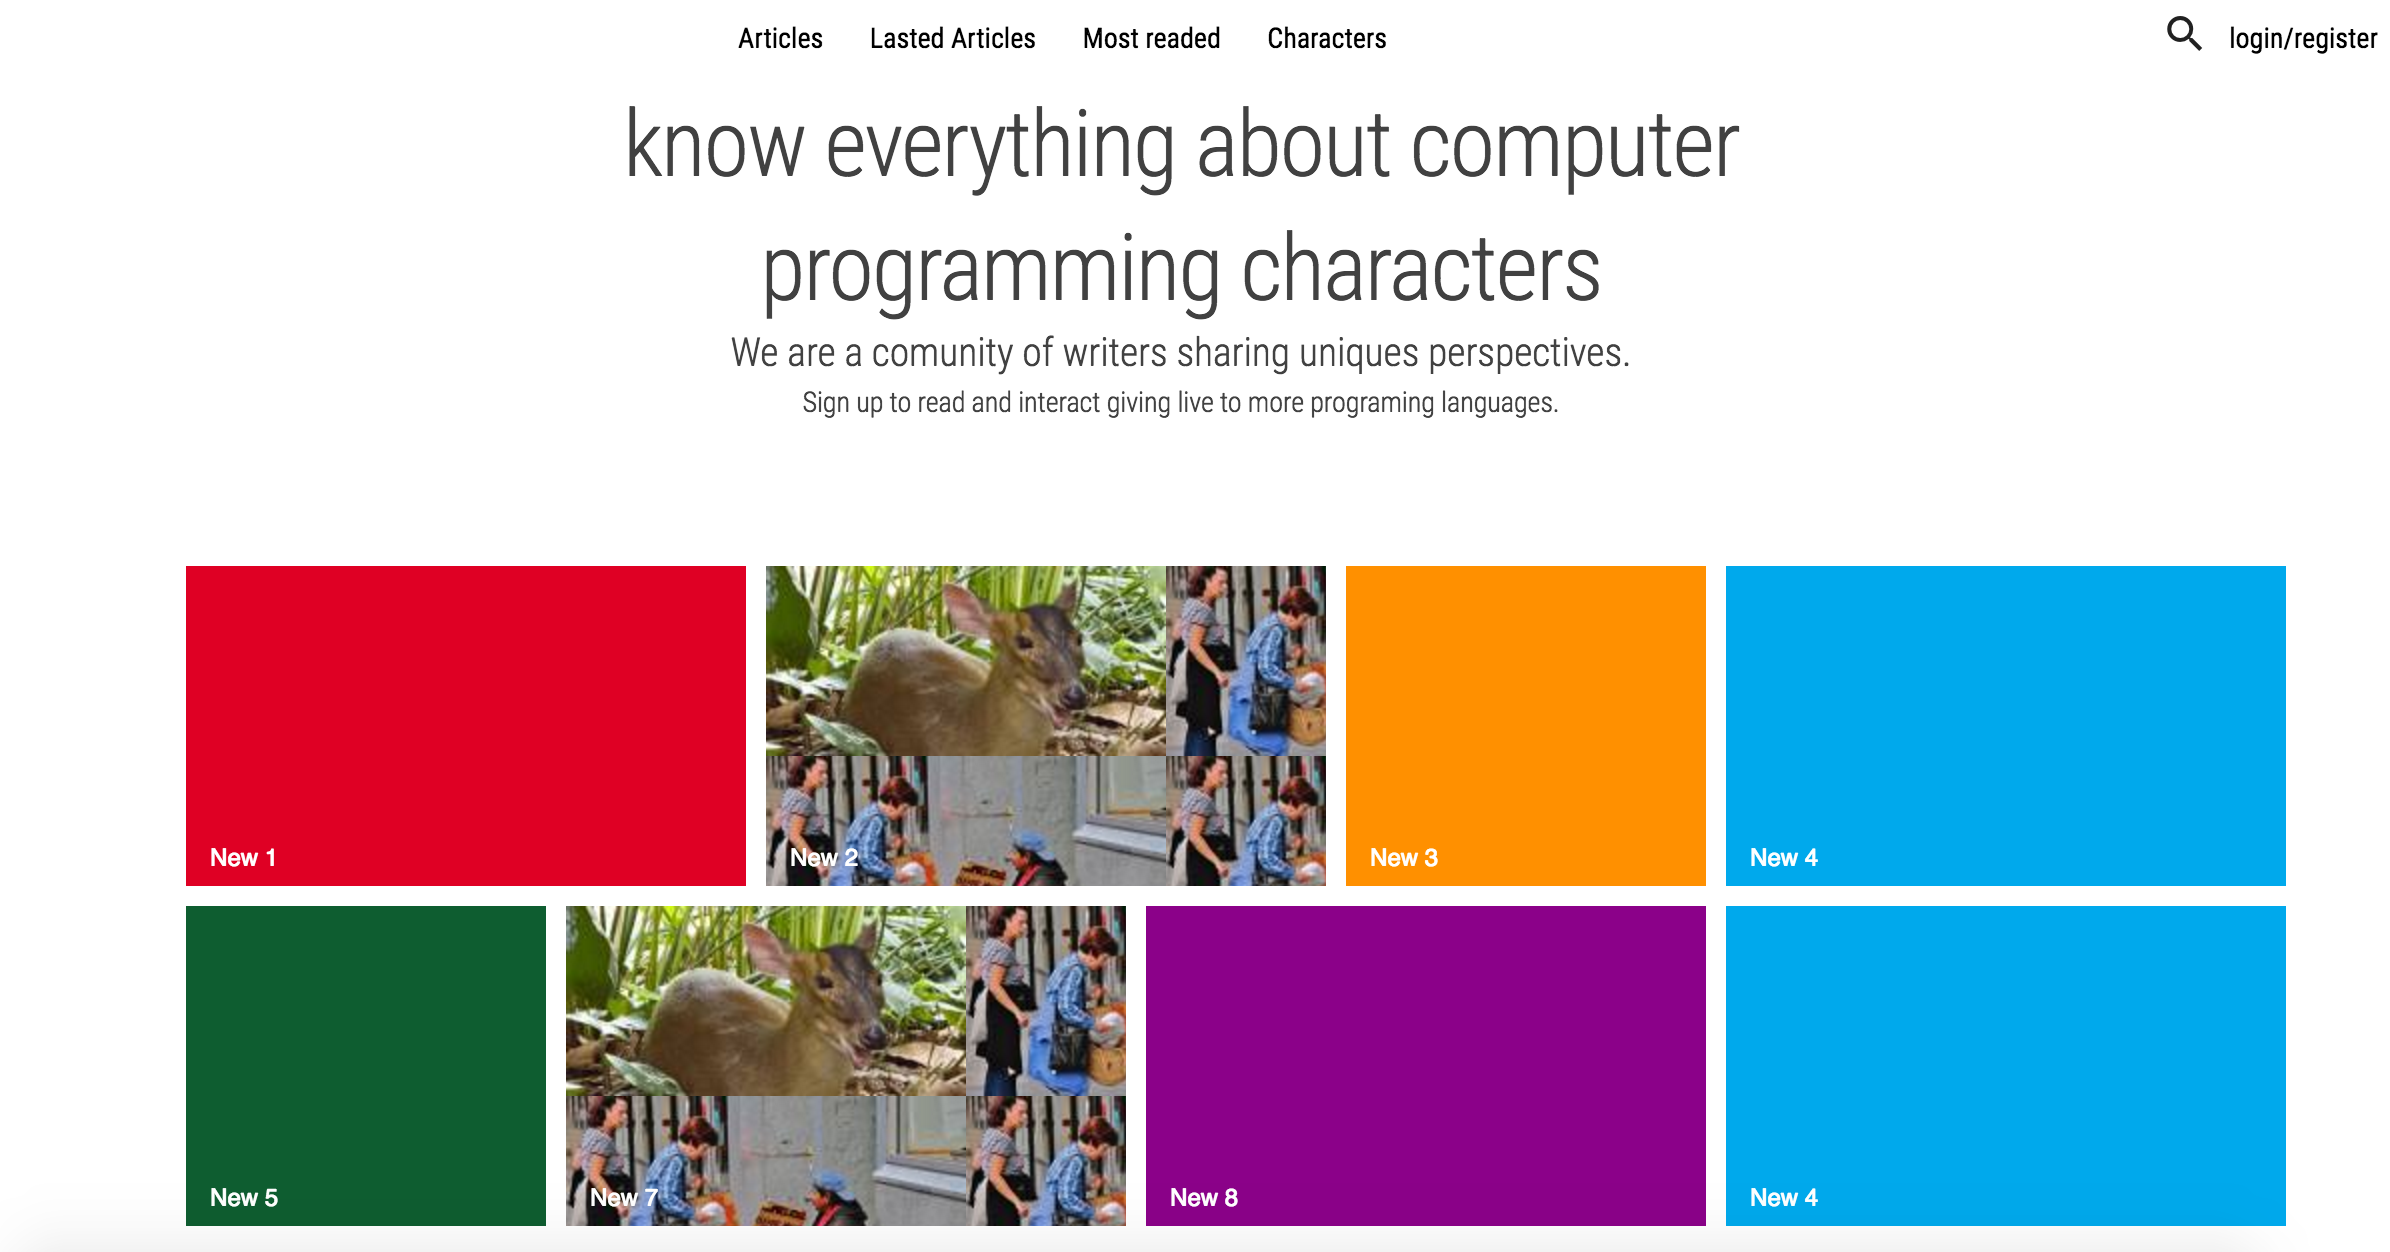 Articles Lasted Articles Most readed Characters login/register
know everything about computer
programming characters
We are a comunity of writers sharing uniques perspectives.
Sign up to read and interact giving live to more programing languages.
New 1 New 2 New 3 New 4
New 5 New 7 New 8 New 4